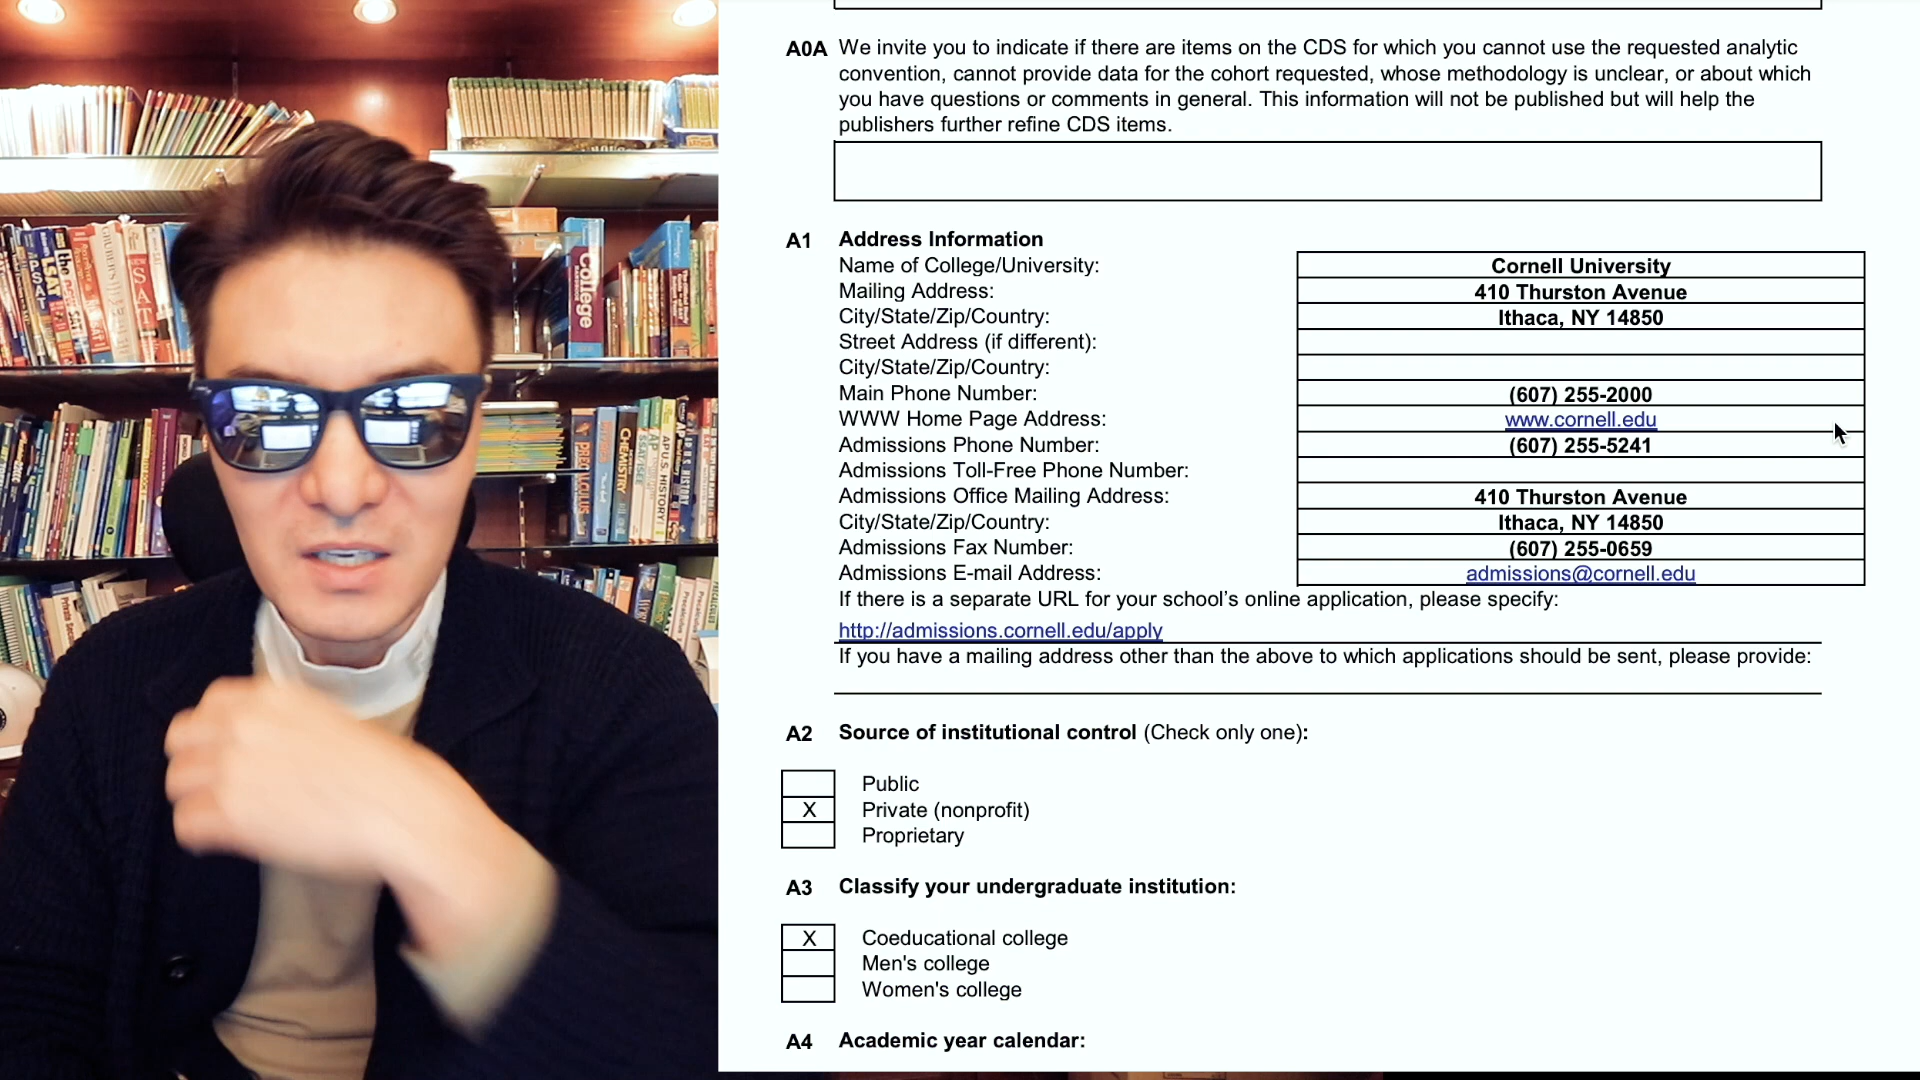 A0A We invite you to indicate if there are items on the CDS for which you cannot use the requested analytic
convention, cannot provide data for the cohort requested, whose methodology is unclear, or about which
you have questions or comments in general. This information will not be published but will help the
publishers further refine CDS items.
A1 Address Information
Name of College/University: Cornell University
Mailing Address: 410 Thurston Avenue
City/State/Zip/Country: Ithaca, NY 14850
Street Address (if different):
City/State/Zip/Country:
Main Phone Number: (607) 255-2000
WWW Home Page Address: www.cornell.edu
Admissions Phone Number: (607) 255-5241
Admissions Toll-Free Phone Number:
Admissions Office Mailing Address: 410 Thurston Avenue
City/State/Zip/Country: Ithaca, NY 14850
Admissions Fax Number: (607) 255-0659
Admissions E-mail Address: admissions@cornell.edu
If there is a separate URL for your school’s online application, please specify:
http://admissions.cornell.edu/apply
If you have a mailing address other than the above to which applications should be sent, please provide:
A2 Source of institutional control (Check only one):
Public
X Private (nonprofit)
Proprietary
A3 Classify your undergraduate institution:
X Coeducational college
Men's college
Women's college
A4 Academic year calendar:
College
PSAT
LSAT
SAT
CHEMISTRY
AP U.S. HISTORY